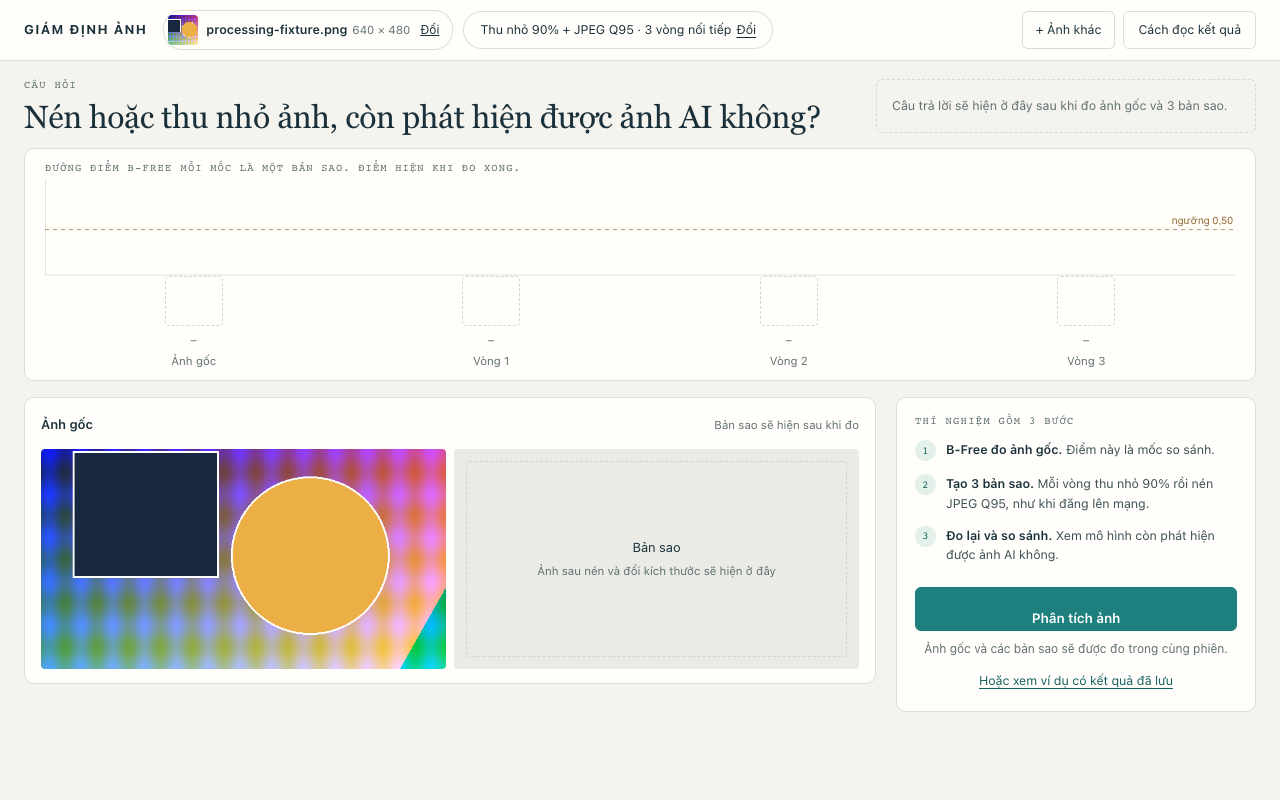 GIÁM ĐỊNH ẢNH
processing-fixture.png 640 × 480 Đổi
Thu nhỏ 90% + JPEG Q95 · 3 vòng nối tiếp Đổi
+ Ảnh khác
Cách đọc kết quả
CÂU HỎI
Nén hoặc thu nhỏ ảnh, còn phát hiện được ảnh AI không?
Câu trả lời sẽ hiện ở đây sau khi đo ảnh gốc và 3 bản sao.
ĐƯỜNG ĐIỂM B-FREE MỖI MỐC LÀ MỘT BẢN SAO. ĐIỂM HIỆN KHI ĐO XONG.
ngưỡng 0,50
– – – –
Ảnh gốc Vòng 1 Vòng 2 Vòng 3
Ảnh gốc
Bản sao sẽ hiện sau khi đo
Bản sao
Ảnh sau nén và đổi kích thước sẽ hiện ở đây
THÍ NGHIỆM GỒM 3 BƯỚC
1 B-Free đo ảnh gốc. Điểm này là mốc so sánh.
2 Tạo 3 bản sao. Mỗi vòng thu nhỏ 90% rồi nén
JPEG Q95, như khi đăng lên mạng.
3 Đo lại và so sánh. Xem mô hình còn phát hiện
được ảnh AI không.
Phân tích ảnh
Ảnh gốc và các bản sao sẽ được đo trong cùng phiên.
Hoặc xem ví dụ có kết quả đã lưu